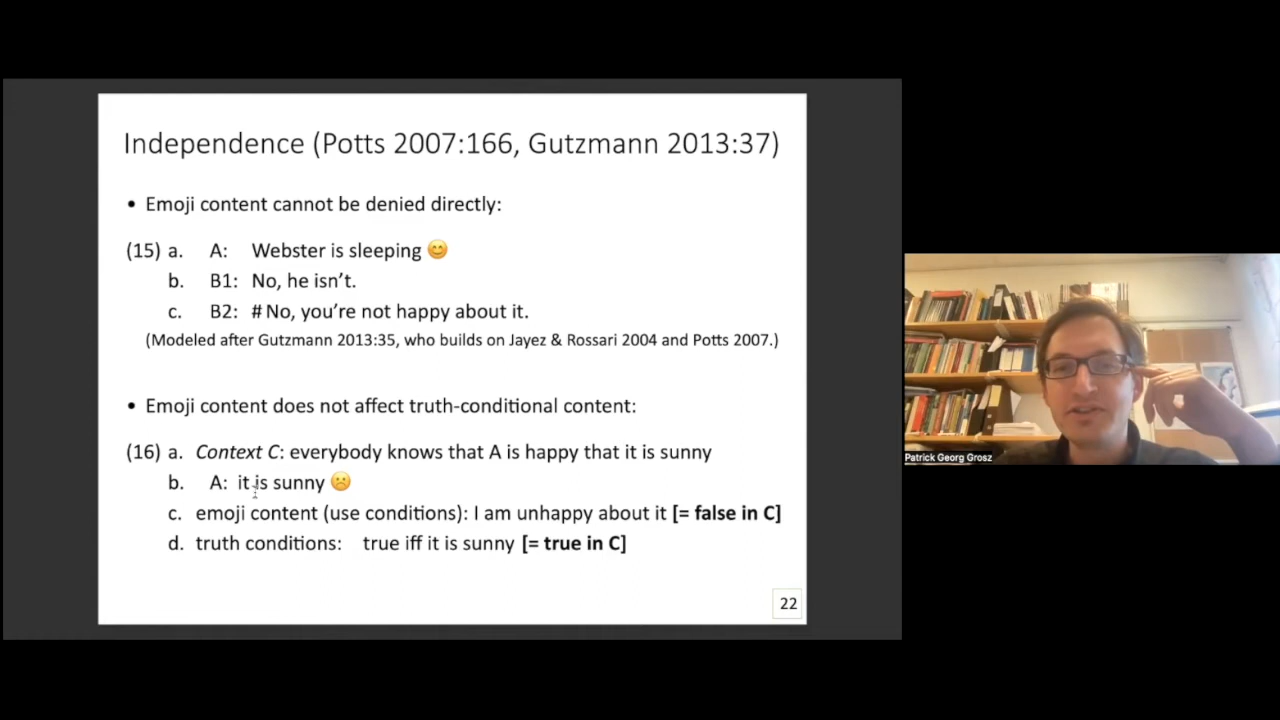 Independence (Potts 2007:166, Gutzmann 2013:37)
• Emoji content cannot be denied directly:
(15) a. A: Webster is sleeping 😊
b. B1: No, he isn’t.
c. B2: # No, you’re not happy about it.
(Modeled after Gutzmann 2013:35, who builds on Jayez & Rossari 2004 and Potts 2007.)
• Emoji content does not affect truth-conditional content:
(16) a. Context C: everybody knows that A is happy that it is sunny
b. A: it is sunny ☹️
c. emoji content (use conditions): I am unhappy about it [= false in C]
d. truth conditions: true iff it is sunny [= true in C]
22
Patrick Georg Grosz